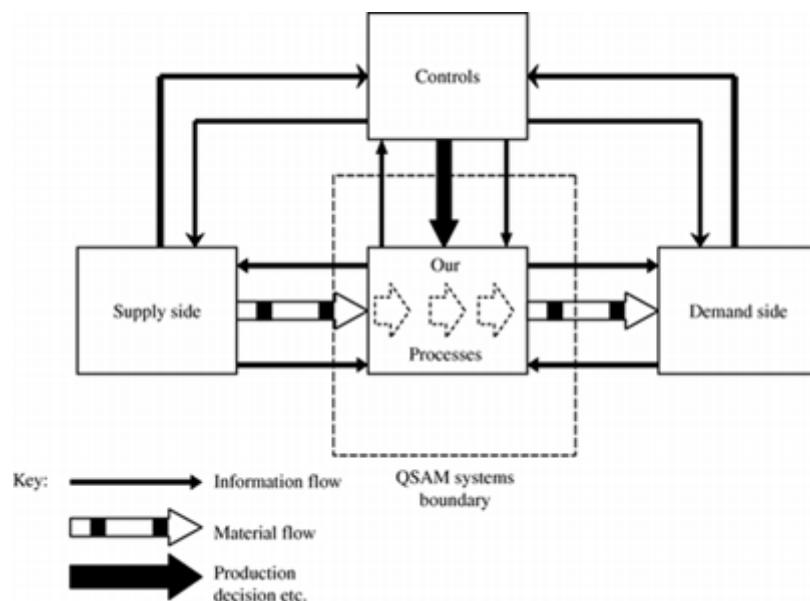 Controls
Our
Supply side
Demand side
Processes
Key:
Information flow
QSAM systems
boundary
Material flow
Production
decision etc.